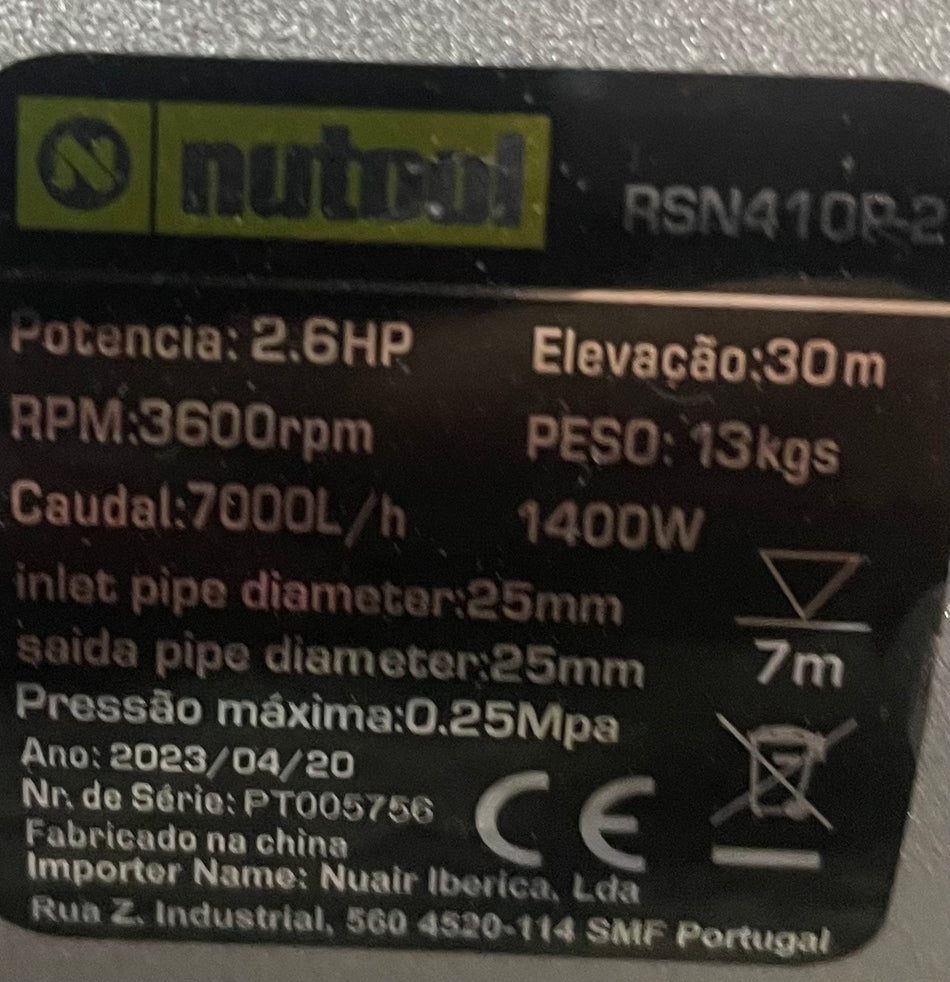 nutool RSN410P-2
Potencia: 2.6HP Elevação:30m
RPM:3600rpm PESO: 13kgs
Caudal:7000L/h 1400W
inlet pipe diameter:25mm
saida pipe diameter:25mm 7m
Pressão máxima:0.25Mpa
Ano: 2023/04/20
Nr. de Série: PT005756 CE
Fabricado na china
Importer Name: Nuair Iberica, Lda
Rua Z. Industrial, 560 4520-114 SMF Portugal